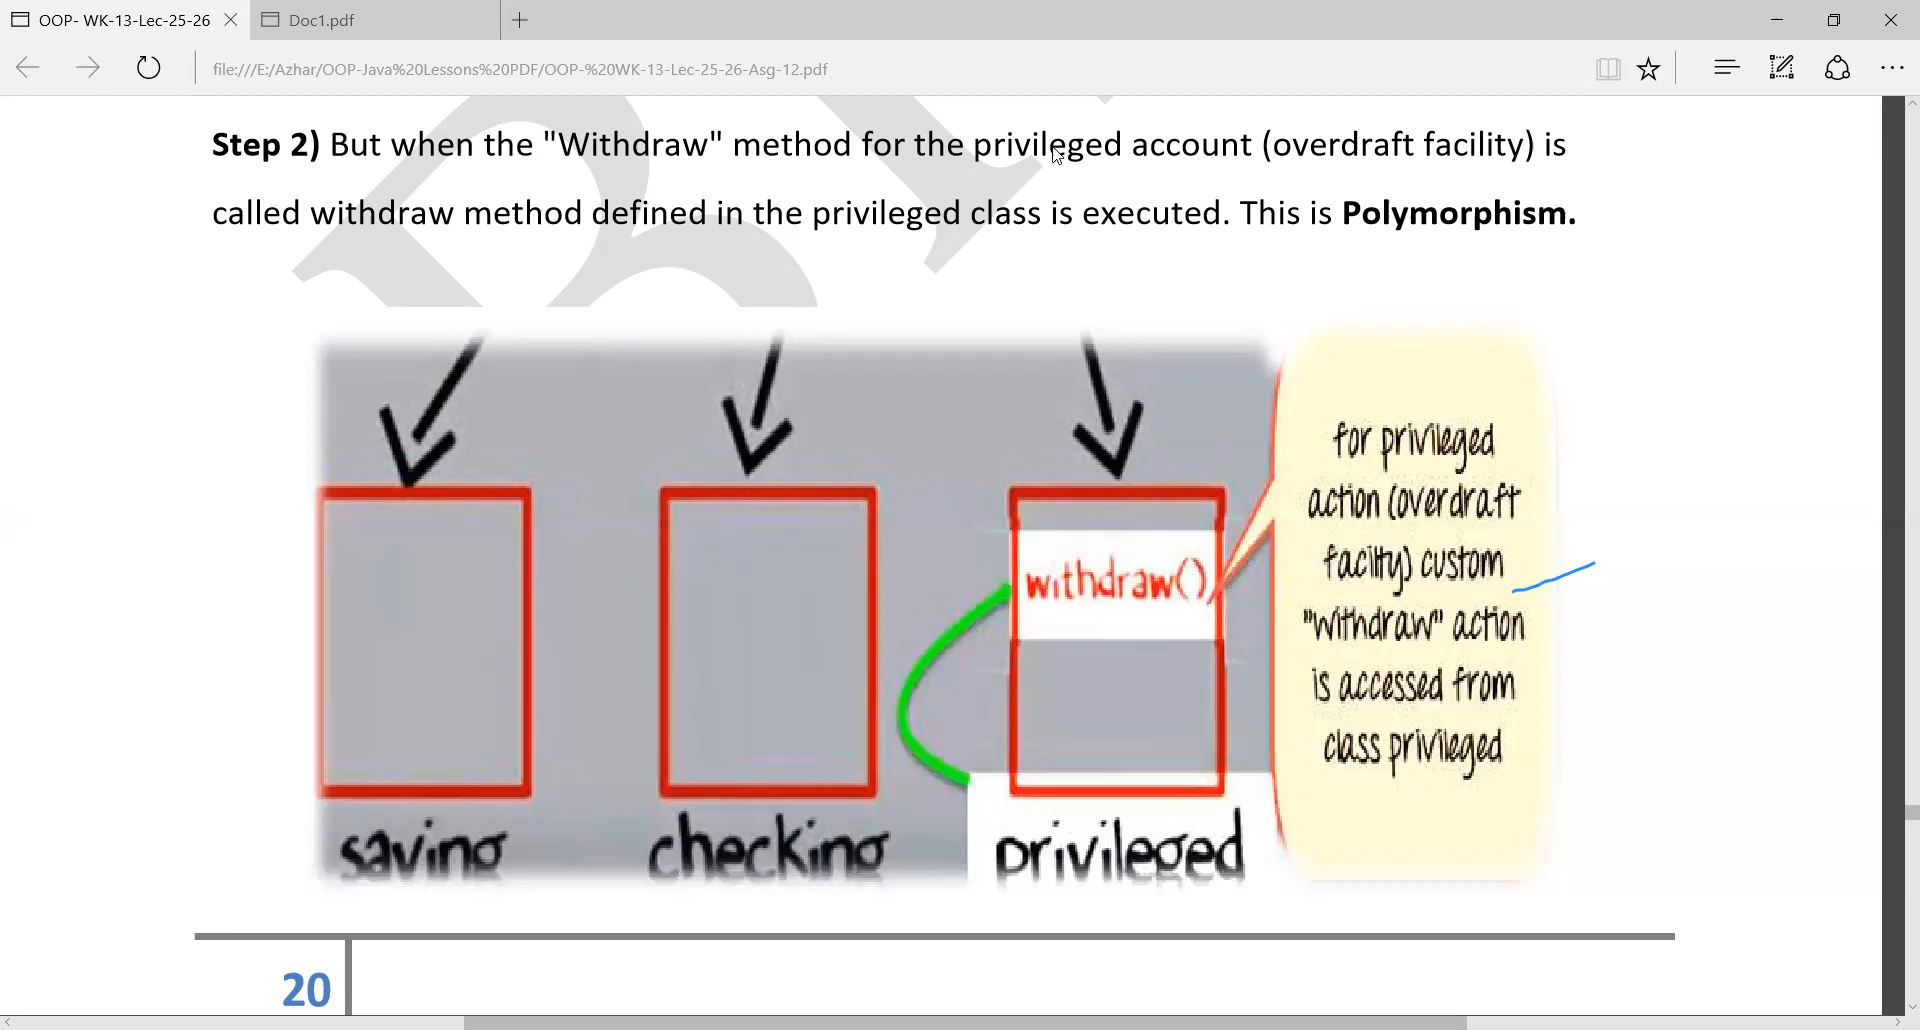 OOP- WK-13-Lec-25-26
Doc1.pdf
file:///E:/Azhar/OOP-Java%20Lessons%20PDF/OOP-%20WK-13-Lec-25-26-Asg-12.pdf
Step 2) But when the "Withdraw" method for the privileged account (overdraft facility) is
called withdraw method defined in the privileged class is executed. This is Polymorphism.
for privileged
action (overdraft
facilty) custom
withdraw()
"withdraw" action
is accessed from
class privileged
saving
checking
privileged
20